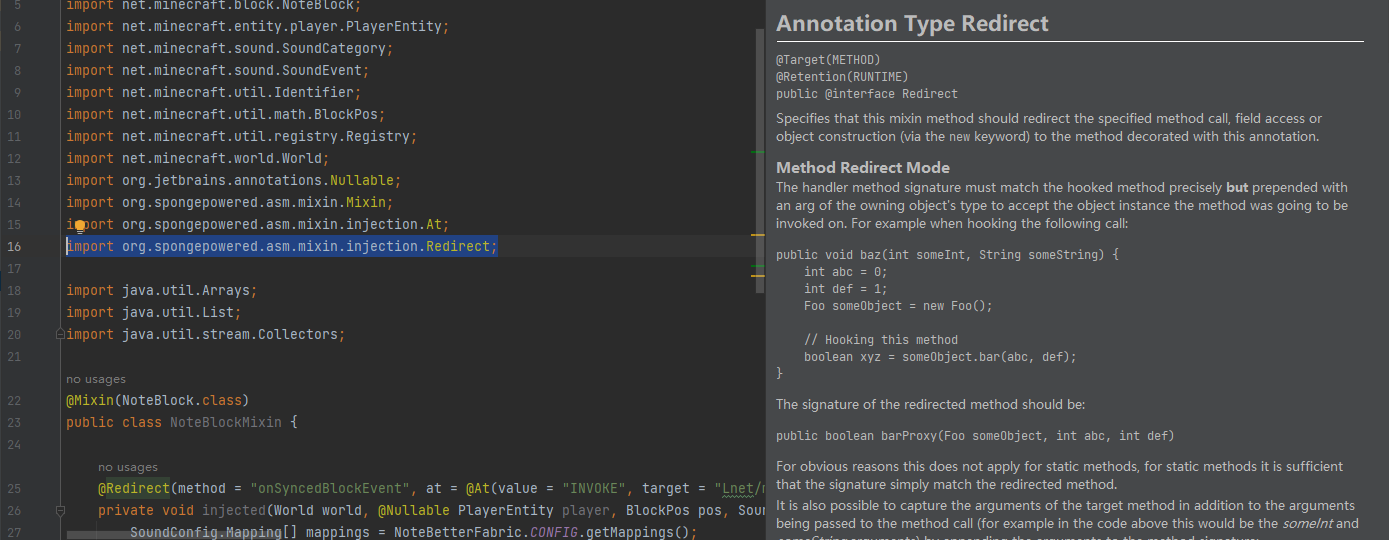 5 import net.minecraft.block.NoteBlock;
6 import net.minecraft.entity.player.PlayerEntity;
7 import net.minecraft.sound.SoundCategory;
8 import net.minecraft.sound.SoundEvent;
9 import net.minecraft.util.Identifier;
10 import net.minecraft.util.math.BlockPos;
11 import net.minecraft.util.registry.Registry;
12 import net.minecraft.world.World;
13 import org.jetbrains.annotations.Nullable;
14 import org.spongepowered.asm.mixin.Mixin;
15 import org.spongepowered.asm.mixin.injection.At;
16 import org.spongepowered.asm.mixin.injection.Redirect;
17
18 import java.util.Arrays;
19 import java.util.List;
20 import java.util.stream.Collectors;
21
no usages
22 @Mixin(NoteBlock.class)
23 public class NoteBlockMixin {
24
no usages
25 @Redirect(method = "onSyncedBlockEvent", at = @At(value = "INVOKE", target = "Lnet/
26 private void injected(World world, @Nullable PlayerEntity player, BlockPos pos, Soun
27 SoundConfig.Mapping[] mappings = NoteBetterFabric.CONFIG.getMappings();
Annotation Type Redirect
@Target(METHOD)
@Retention(RUNTIME)
public @interface Redirect
Specifies that this mixin method should redirect the specified method call, field access or
object construction (via the new keyword) to the method decorated with this annotation.
Method Redirect Mode
The handler method signature must match the hooked method precisely but prepended with
an arg of the owning object's type to accept the object instance the method was going to be
invoked on. For example when hooking the following call:
public void baz(int someInt, String someString) {
int abc = 0;
int def = 1;
Foo someObject = new Foo();
// Hooking this method
boolean xyz = someObject.bar(abc, def);
}
The signature of the redirected method should be:
public boolean barProxy(Foo someObject, int abc, int def)
For obvious reasons this does not apply for static methods, for static methods it is sufficient
that the signature simply match the redirected method.
It is also possible to capture the arguments of the target method in addition to the arguments
being passed to the method call (for example in the code above this would be the someInt and
someString arguments) by appending the arguments to the method signature: